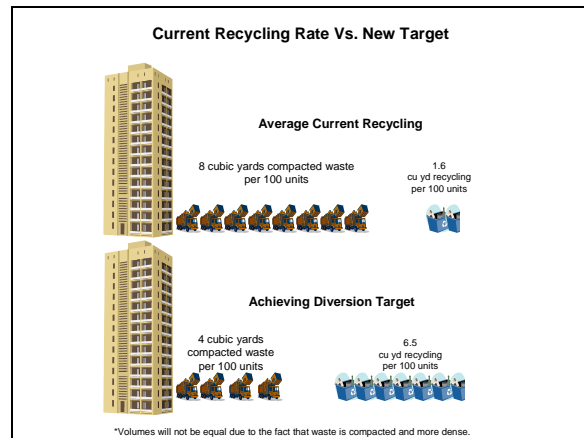 Current Recycling Rate Vs. New Target
Average Current Recycling
8 cubic yards compacted waste
per 100 units
1.6
cu yd recycling
per 100 units
Achieving Diversion Target
4 cubic yards
compacted waste
per 100 units
6.5
cu yd recycling
per 100 units
*Volumes will not be equal due to the fact that waste is compacted and more dense.